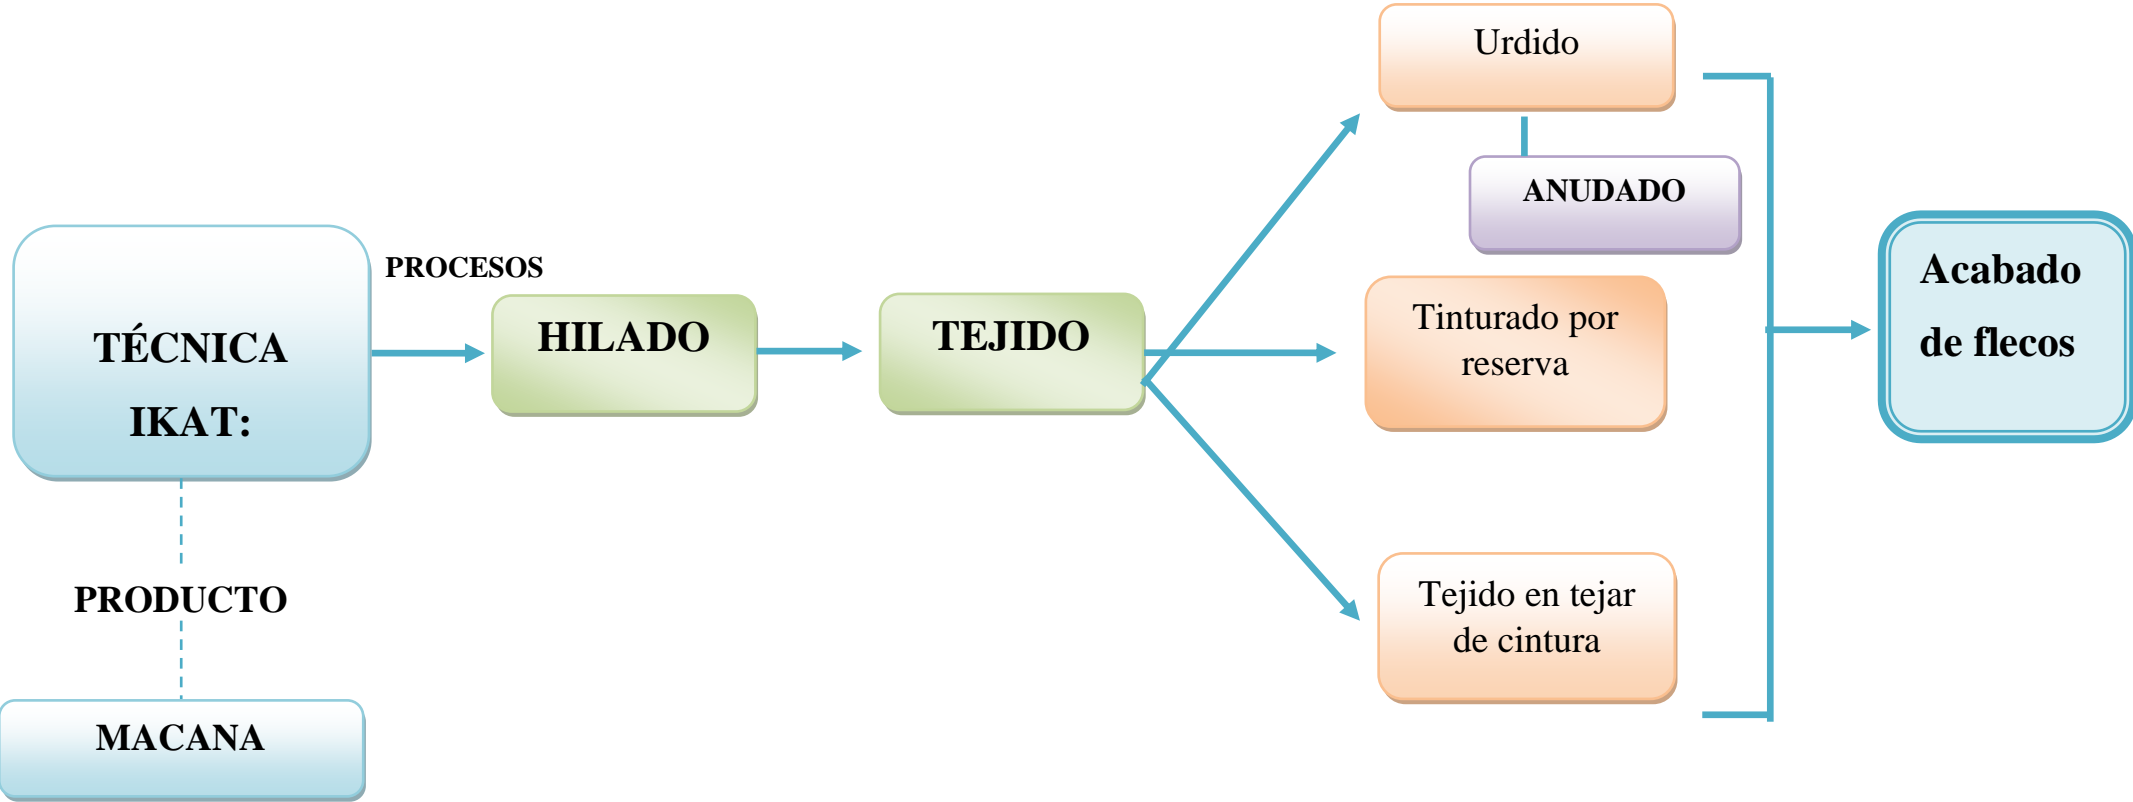 TÉCNICA
IKAT:
PRODUCTO
MACANA
PROCESOS
HILADO
TEJIDO
Urdido
ANUDADO
Tinturado por
reserva
Tejido en tejar
de cintura
Acabado
de flecos